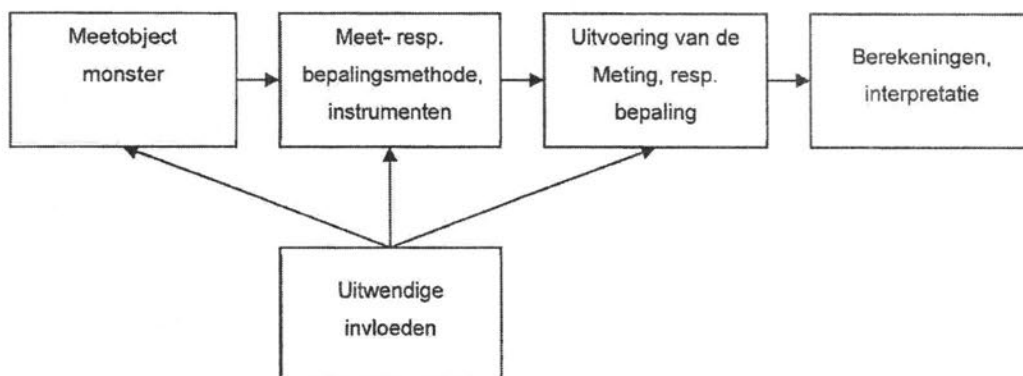 Meetobject
monster
Meet- resp.
bepalingsmethode,
instrumenten
Uitvoering van de
Meting, resp.
bepaling
Berekeningen,
interpretatie
Uitwendige
invloeden